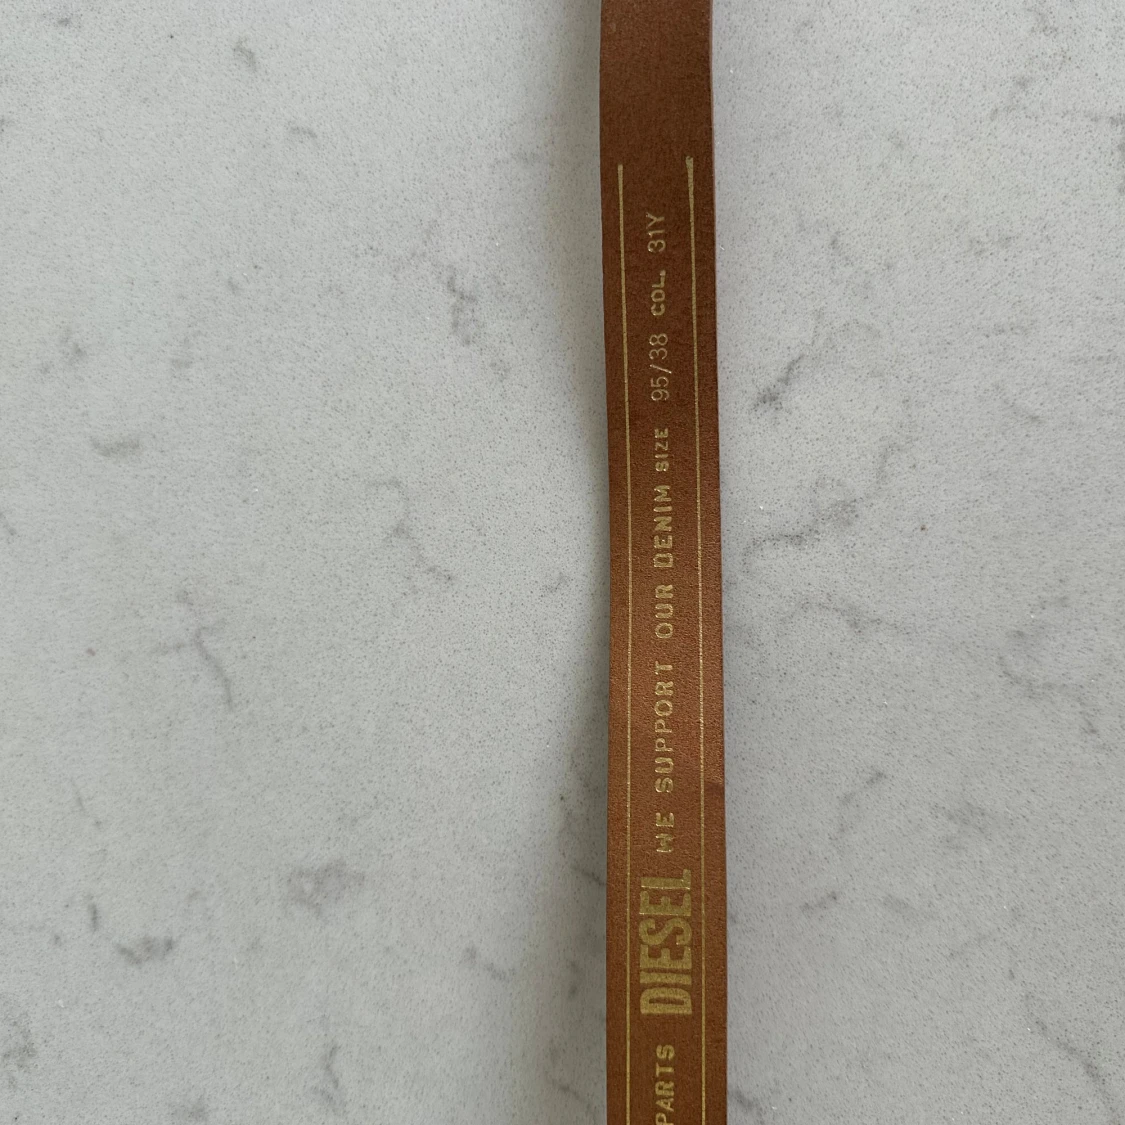 PARTS DIESEL WE SUPPORT OUR DENIM SIZE 95/38 COL. 31Y